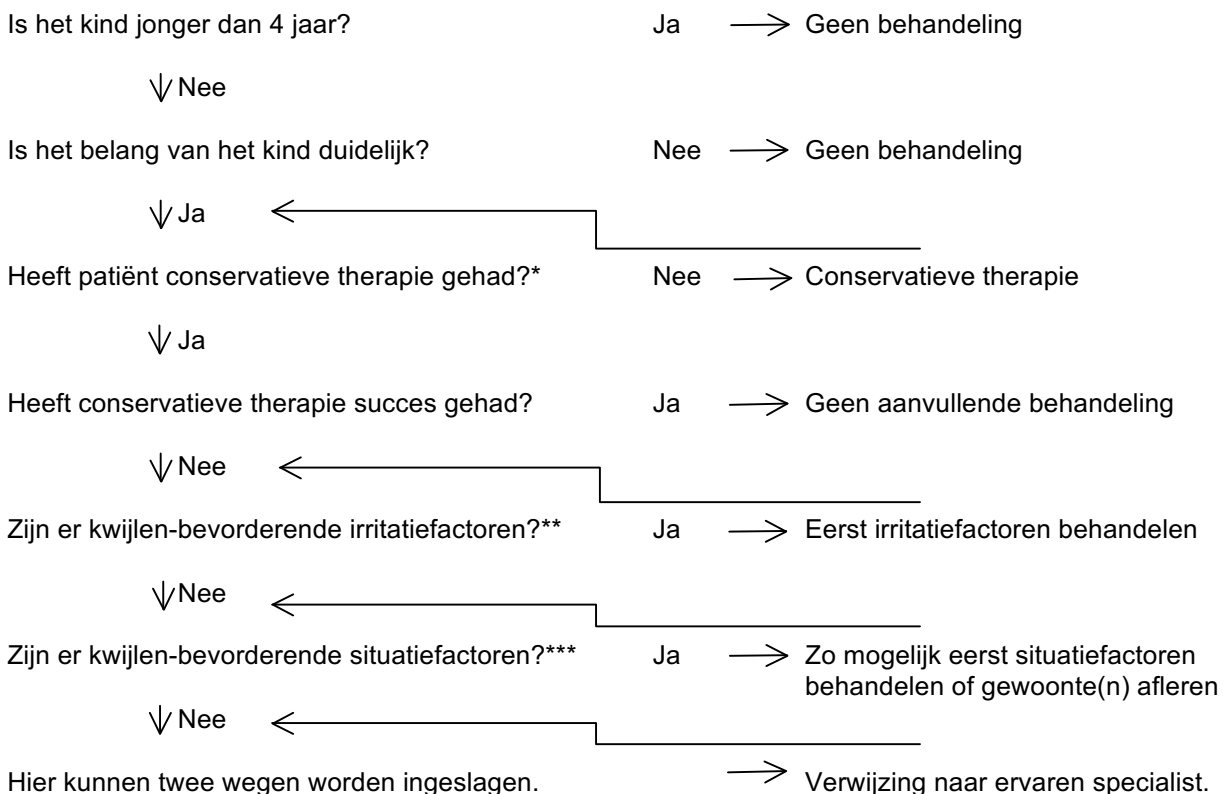 Is het kind jonger dan 4 jaar? Ja Geen behandeling
Nee
Is het belang van het kind duidelijk? Nee Geen behandeling
Ja
Heeft patiënt conservatieve therapie gehad?* Nee Conservatieve therapie
Ja
Heeft conservatieve therapie succes gehad? Ja Geen aanvullende behandeling
Nee
Zijn er kwijlen-bevorderende irritatiefactoren?** Ja Eerst irritatiefactoren behandelen
Nee
Zijn er kwijlen-bevorderende situatiefactoren?*** Ja Zo mogelijk eerst situatiefactoren
behandelen of gewoonte(n) afleren
Nee
Hier kunnen twee wegen worden ingeslagen. Verwijzing naar ervaren specialist.